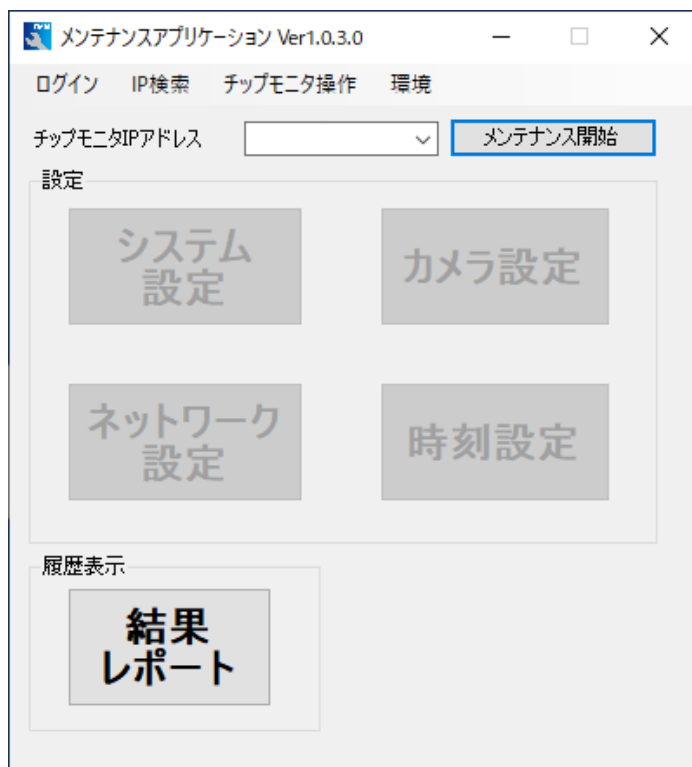 メンテナンスアプリケーション Ver1.0.3.0
ログイン IP検索 チップモニタ操作 環境
チップモニタIPアドレス メンテナンス開始
設定
システム
設定
カメラ設定
ネットワーク
設定
時刻設定
履歴表示
結果
レポート